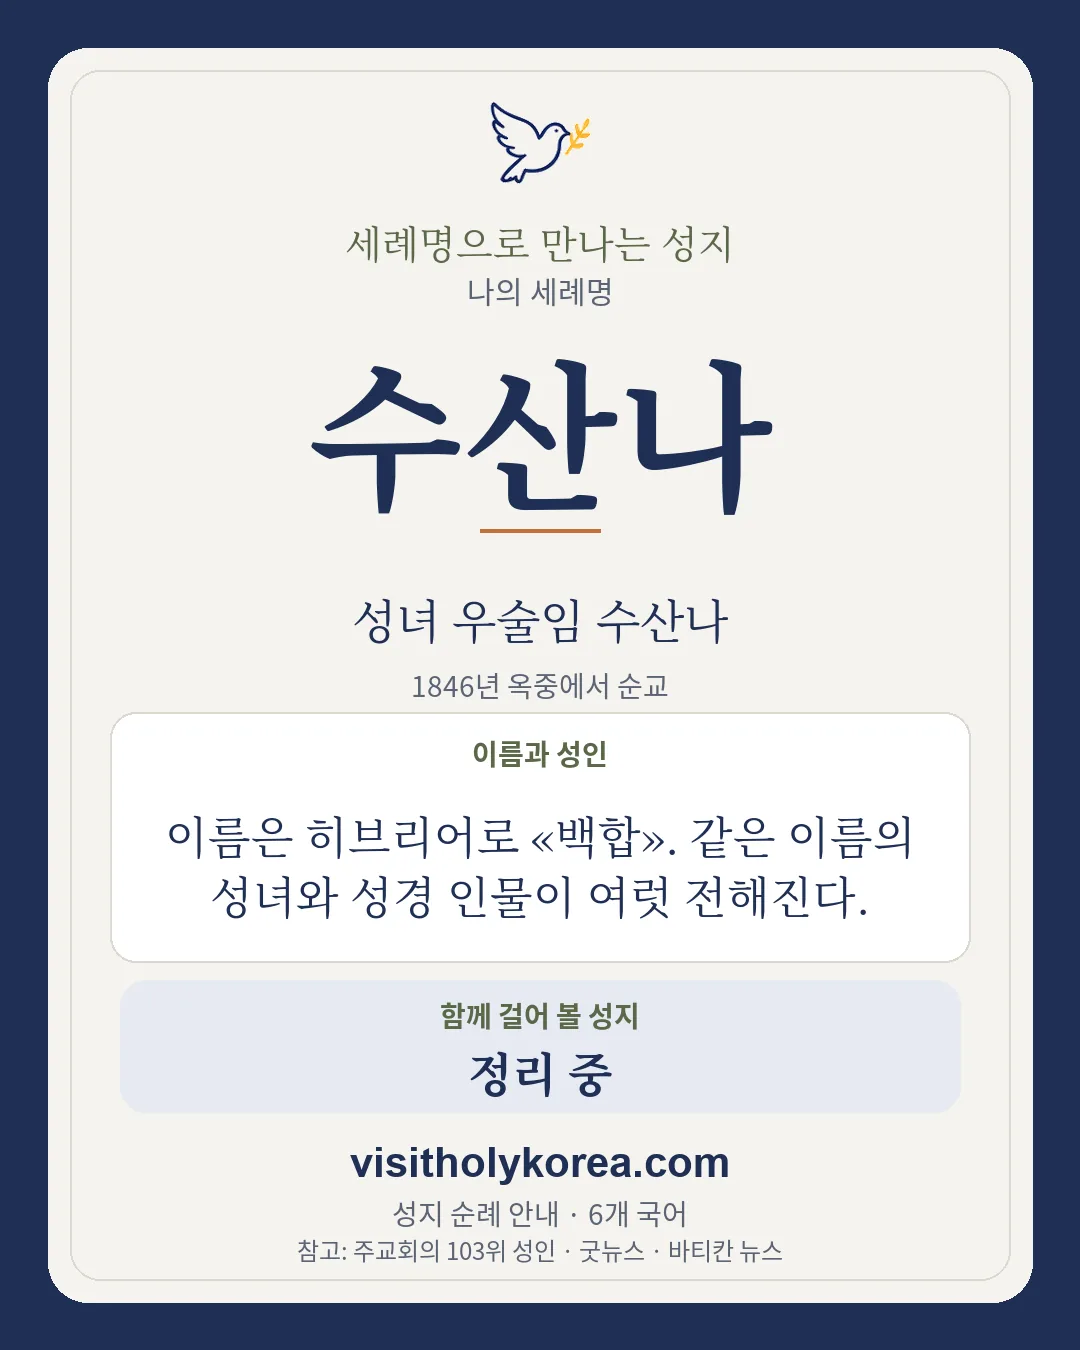 세례명으로 만나는 성지
나의 세례명
수산나
성녀 우술임 수산나
1846년 옥중에서 순교
이름과 성인
이름은 히브리어로 «백합». 같은 이름의
성녀와 성경 인물이 여럿 전해진다.
함께 걸어 볼 성지
정리 중
visitholykorea.com
성지 순례 안내 · 6개 국어
참고: 주교회의 103위 성인 · 굿뉴스 · 바티칸 뉴스